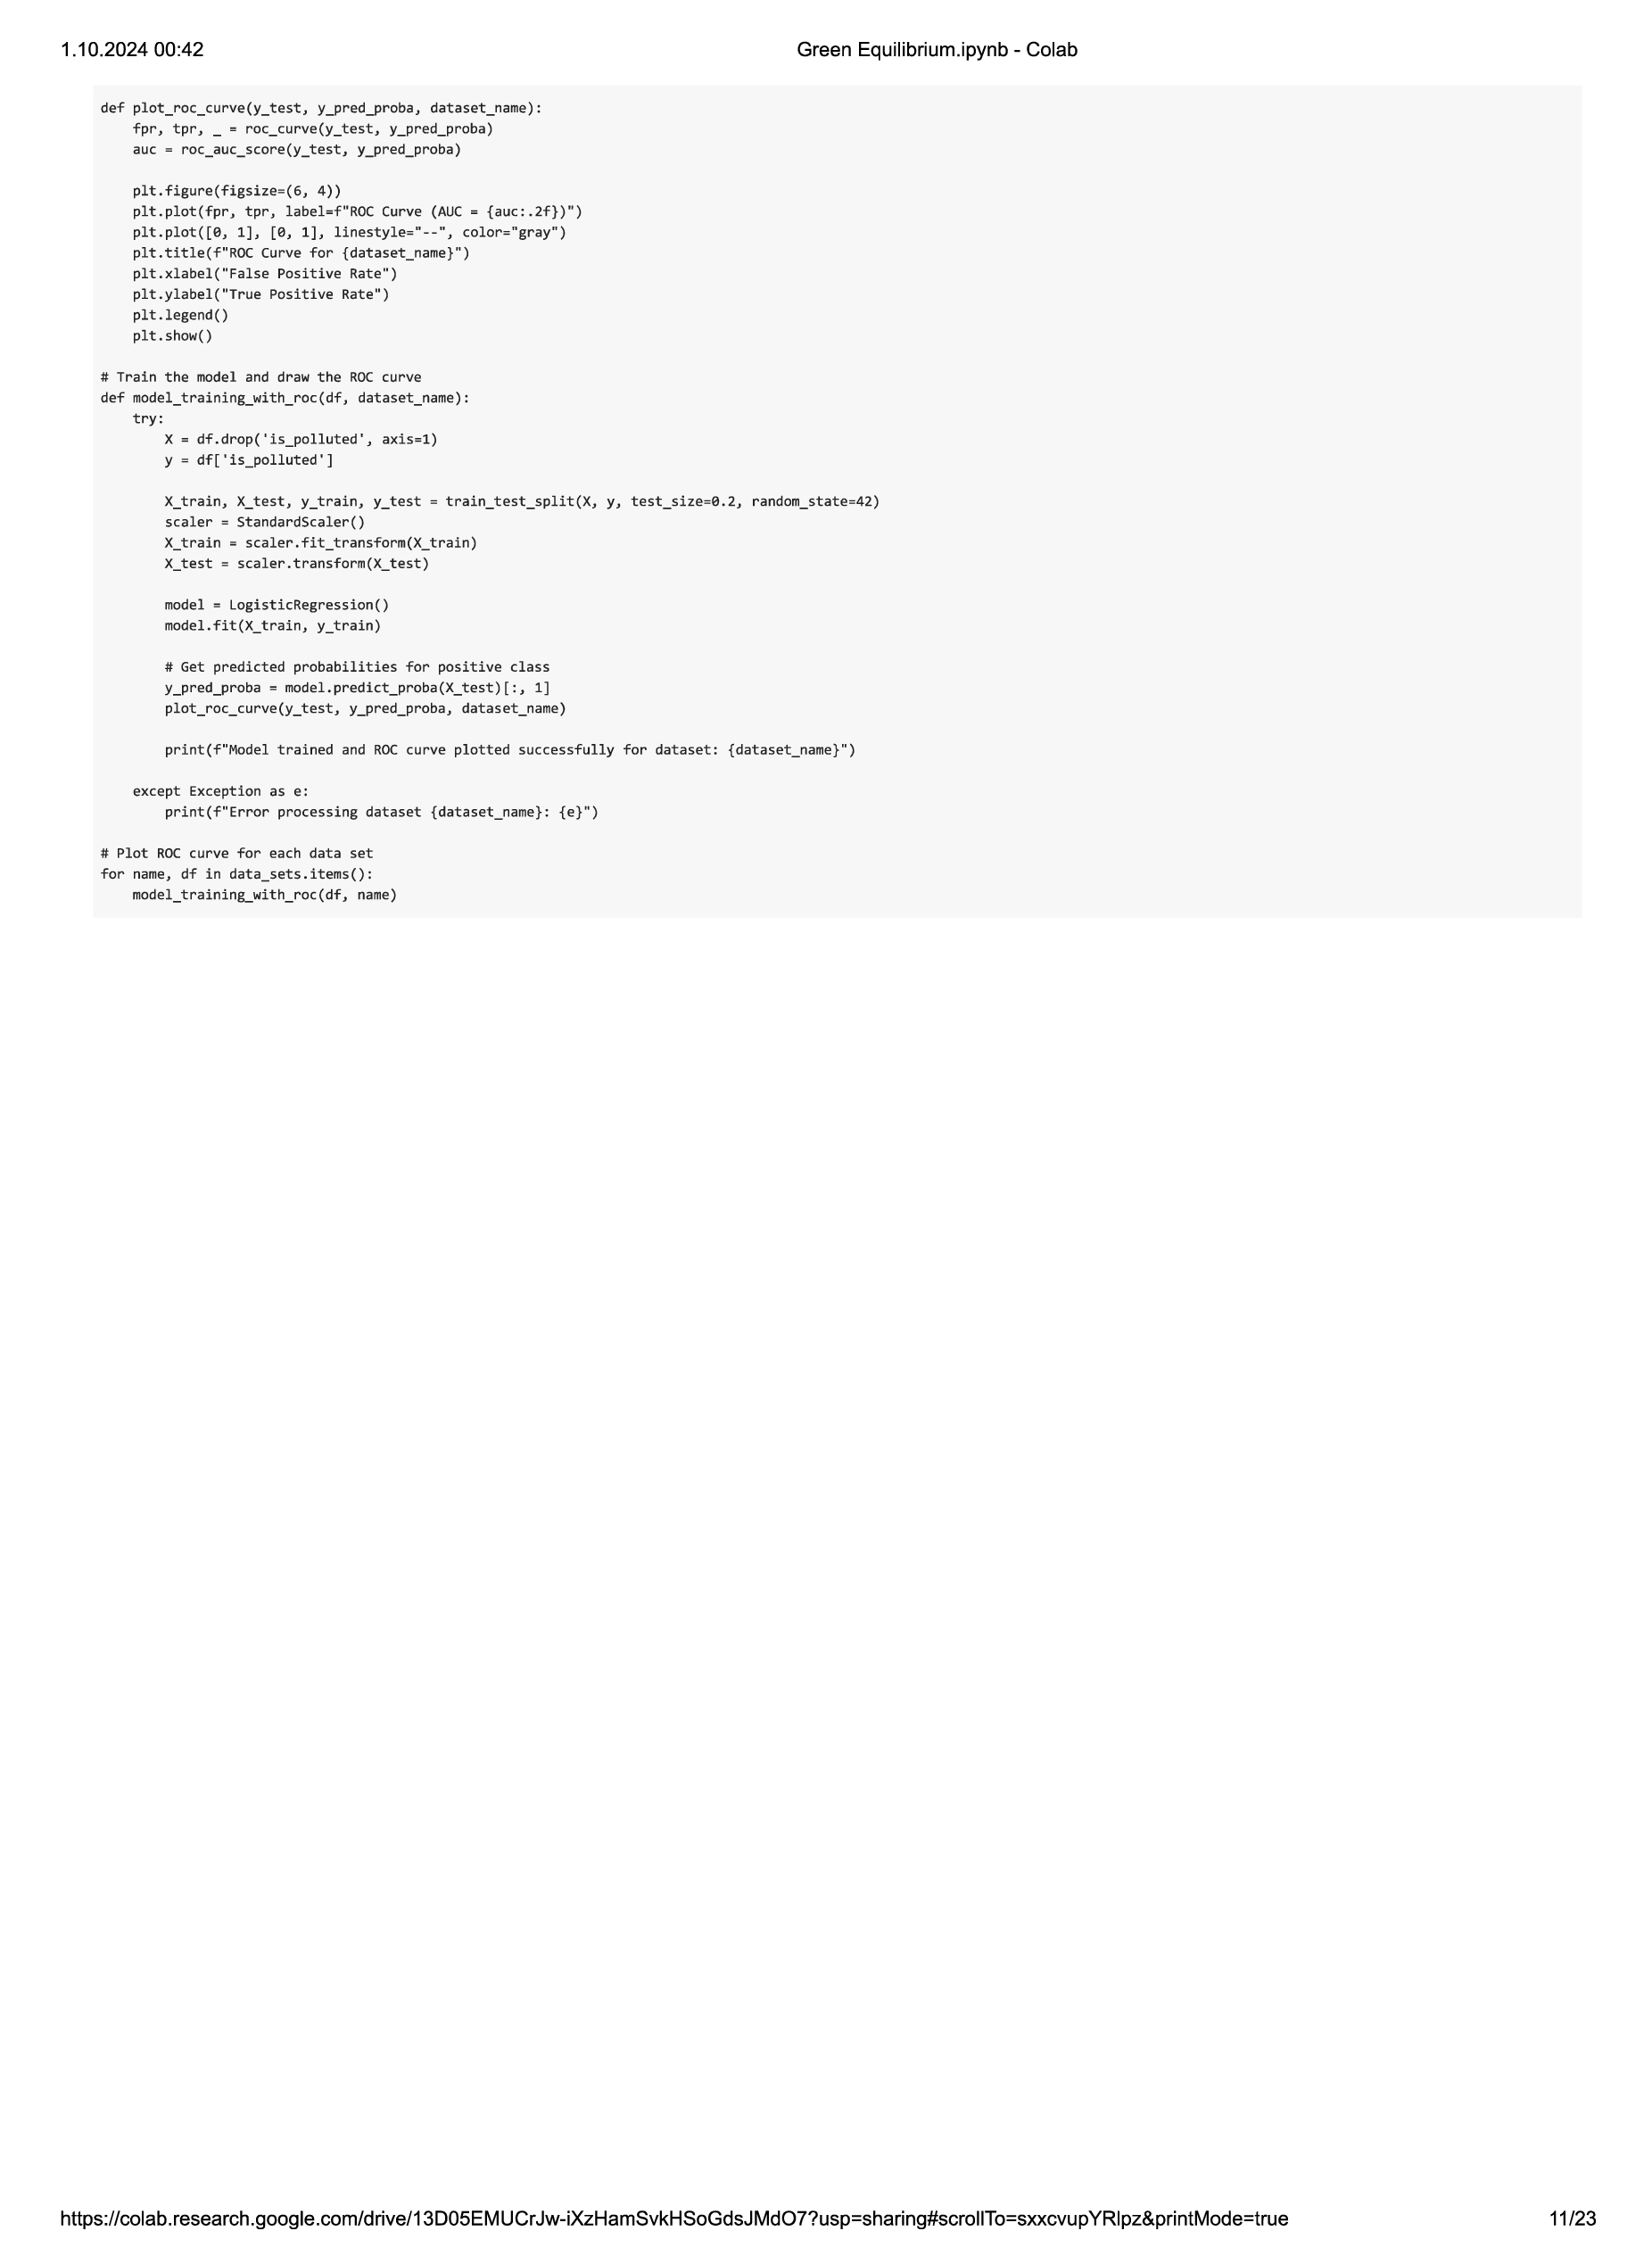 1.10.2024 00:42
Green Equilibrium.ipynb - Colab
def plot_roc_curve(y_test, y_pred_proba, dataset_name):
    fpr, tpr, _ = roc_curve(y_test, y_pred_proba)
    auc = roc_auc_score(y_test, y_pred_proba)

    plt.figure(figsize=(6, 4))
    plt.plot(fpr, tpr, label=f"ROC Curve (AUC = {auc:.2f})")
    plt.plot([0, 1], [0, 1], linestyle="--", color="gray")
    plt.title(f"ROC Curve for {dataset_name}")
    plt.xlabel("False Positive Rate")
    plt.ylabel("True Positive Rate")
    plt.legend()
    plt.show()

# Train the model and draw the ROC curve
def model_training_with_roc(df, dataset_name):
    try:
        X = df.drop('is_polluted', axis=1)
        y = df['is_polluted']

        X_train, X_test, y_train, y_test = train_test_split(X, y, test_size=0.2, random_state=42)
        scaler = StandardScaler()
        X_train = scaler.fit_transform(X_train)
        X_test = scaler.transform(X_test)

        model = LogisticRegression()
        model.fit(X_train, y_train)

        # Get predicted probabilities for positive class
        y_pred_proba = model.predict_proba(X_test)[:, 1]
        plot_roc_curve(y_test, y_pred_proba, dataset_name)

        print(f"Model trained and ROC curve plotted successfully for dataset: {dataset_name}")

    except Exception as e:
        print(f"Error processing dataset {dataset_name}: {e}")

# Plot ROC curve for each data set
for name, df in data_sets.items():
    model_training_with_roc(df, name)
https://colab.research.google.com/drive/13D05EMUCrJw-iXzHamSvkHSoGdsJMdO7?usp=sharing#scrollTo=sxxcvupYRlpz&printMode=true
11/23